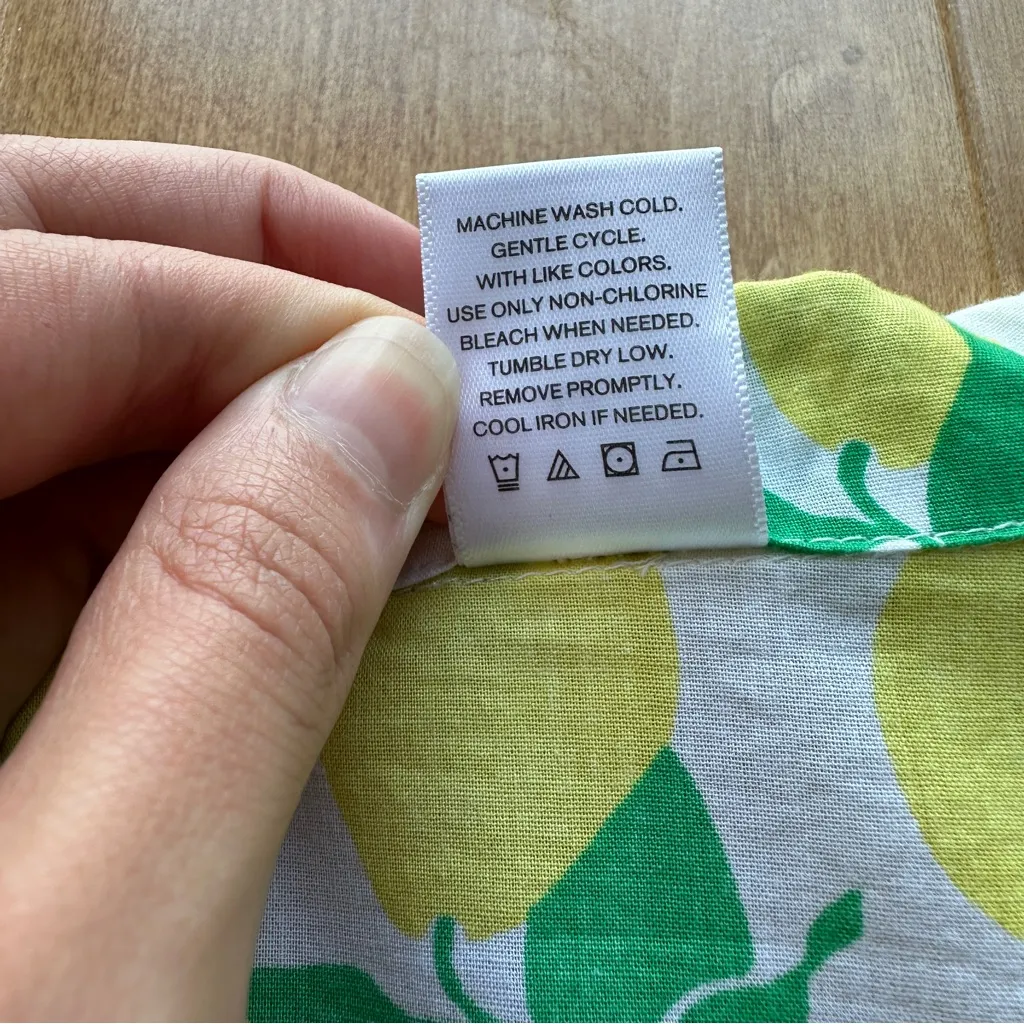 MACHINE WASH COLD.
GENTLE CYCLE.
WITH LIKE COLORS.
USE ONLY NON-CHLORINE
BLEACH WHEN NEEDED.
TUMBLE DRY LOW.
REMOVE PROMPTLY.
COOL IRON IF NEEDED.